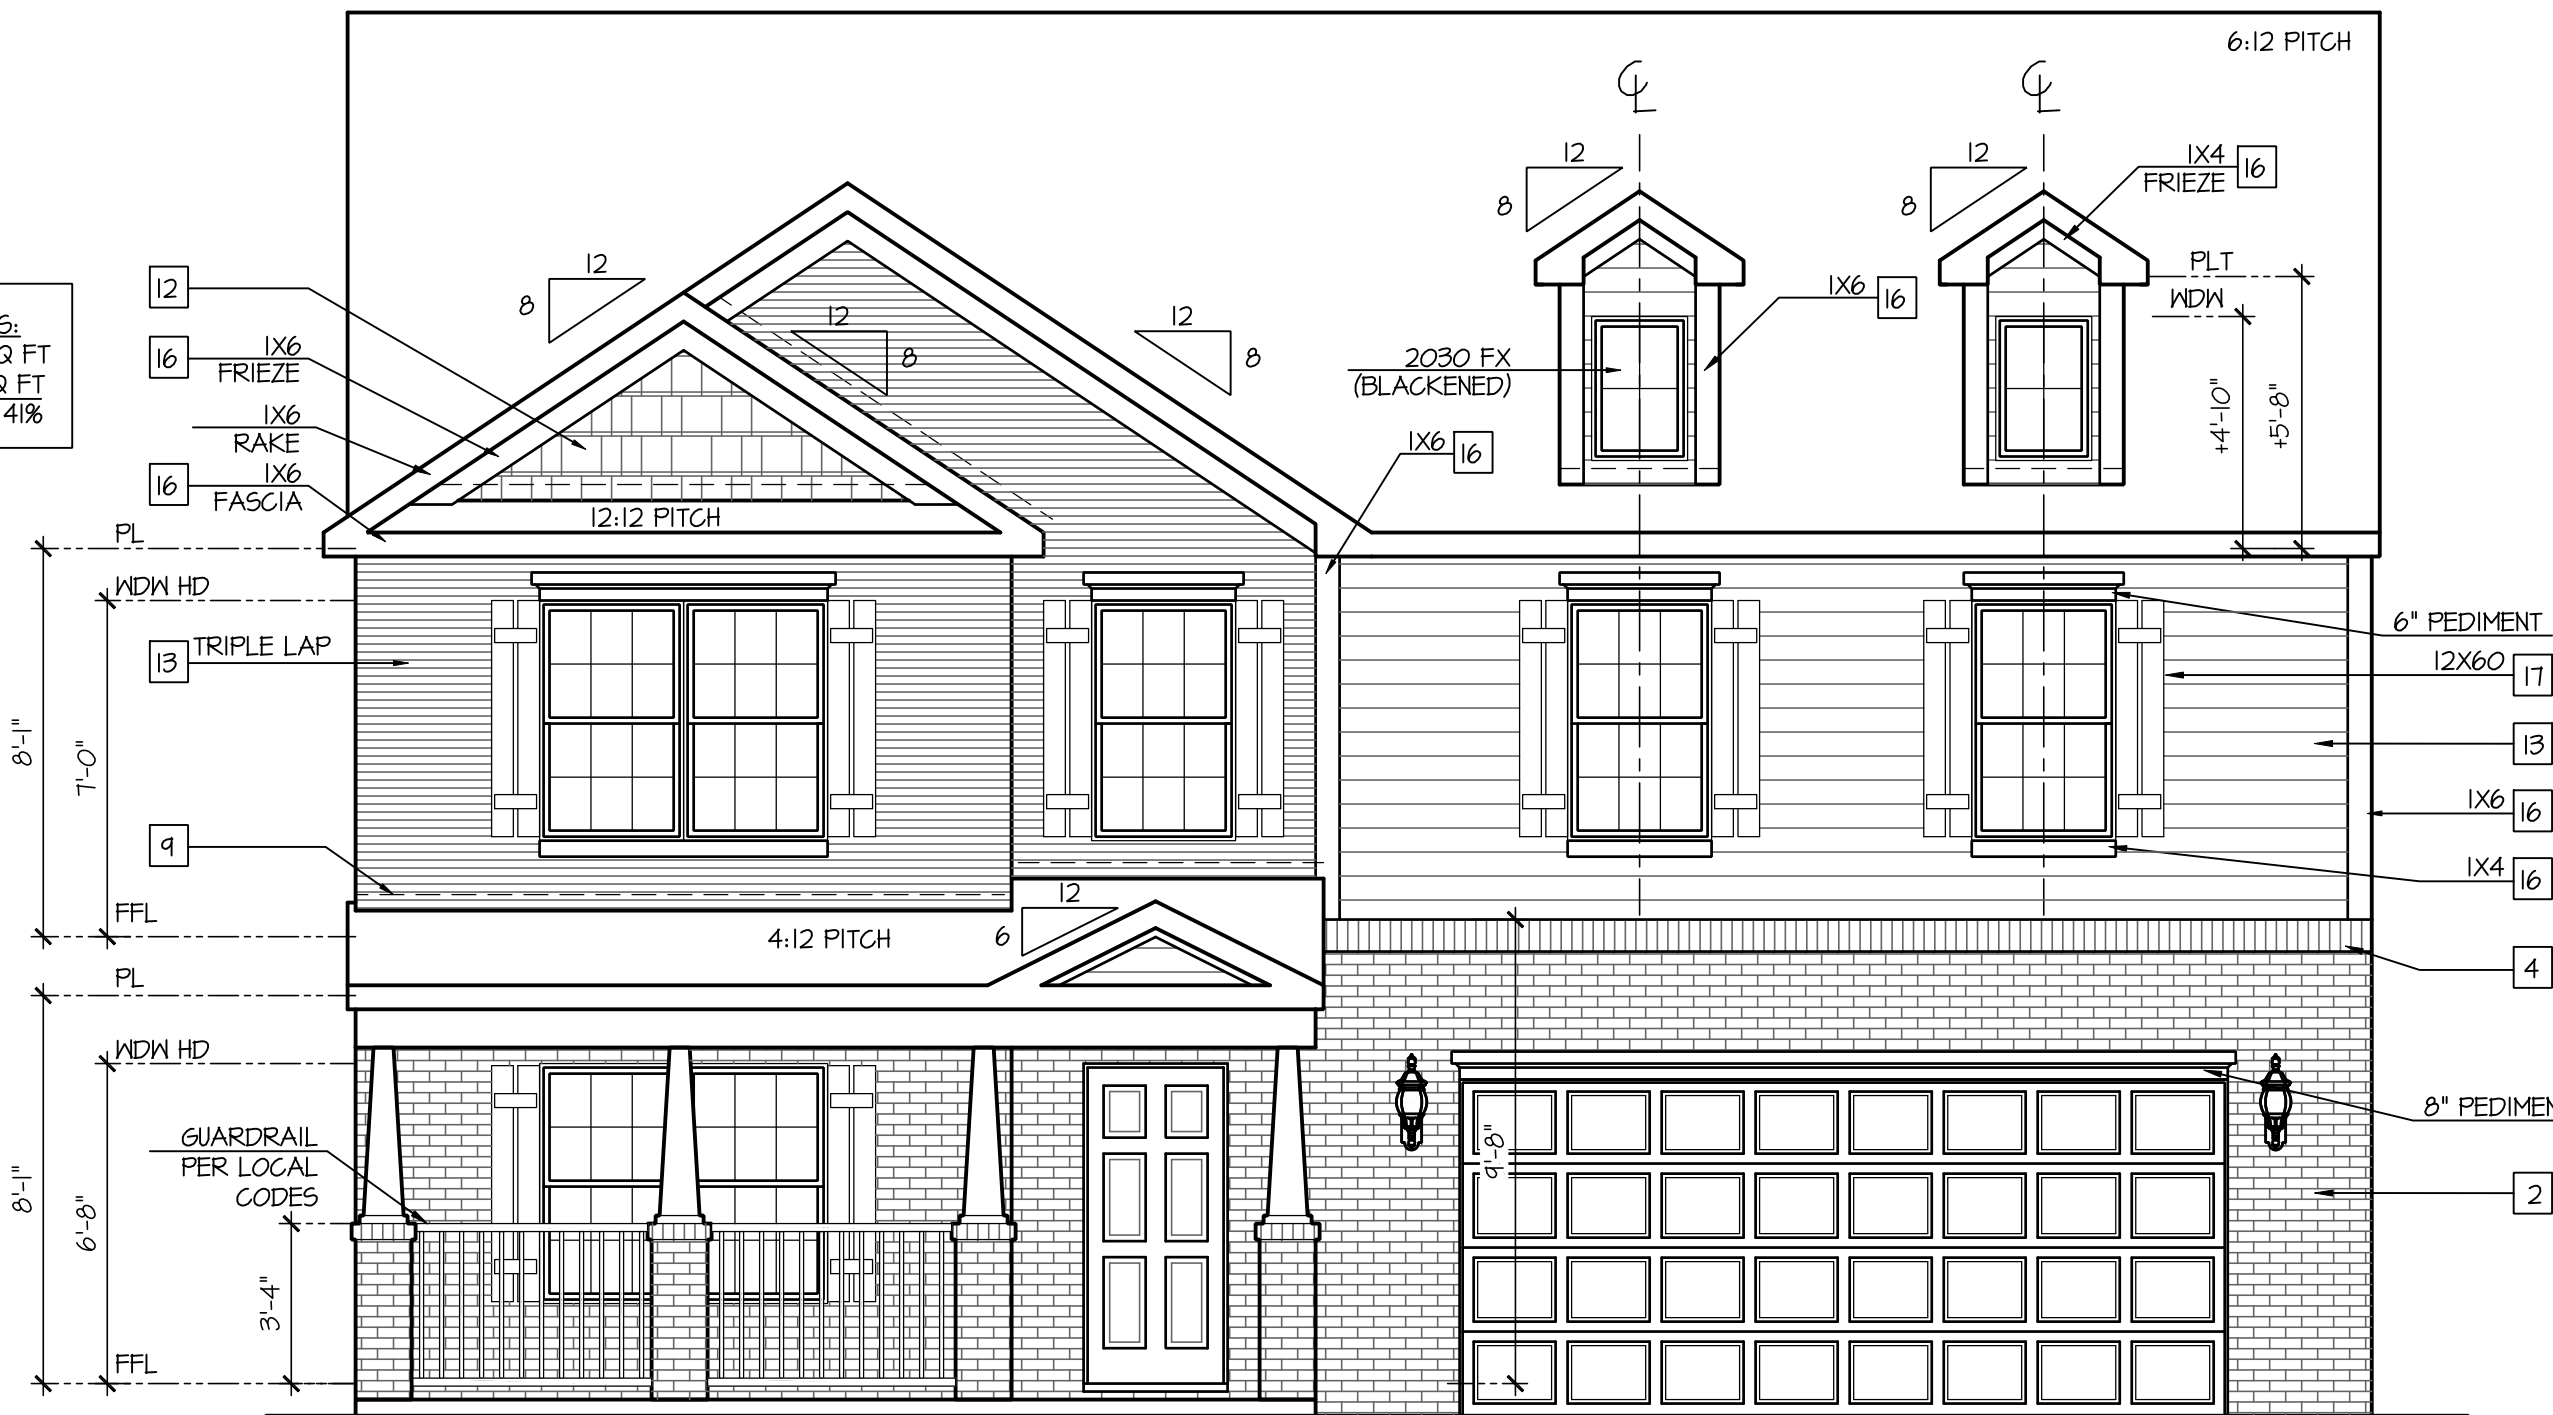 6:12 PITCH
℄
℄
12
8
12
8
1X4
FRIEZE
16
PLT
WDW
S:
Q FT
Q FT
41%
12
16
1X6
FRIEZE
1X6
RAKE
16
1X6
FASCIA
12
8
12
8
12
8
1X6
16
2030 FX
(BLACKENED)
1X6
16
+4'-10"
+5'-8"
12:12 PITCH
PL
WDW HD
13
TRIPLE LAP
8'-1"
7'-0"
9
FFL
6" PEDIMENT
12X60
17
13
1X6
16
1X4
16
4
12
6
4:12 PITCH
PL
WDW HD
GUARDRAIL
PER LOCAL
CODES
8'-1"
6'-8"
3'-4"
FFL
9'-8"
8" PEDIMEN
2